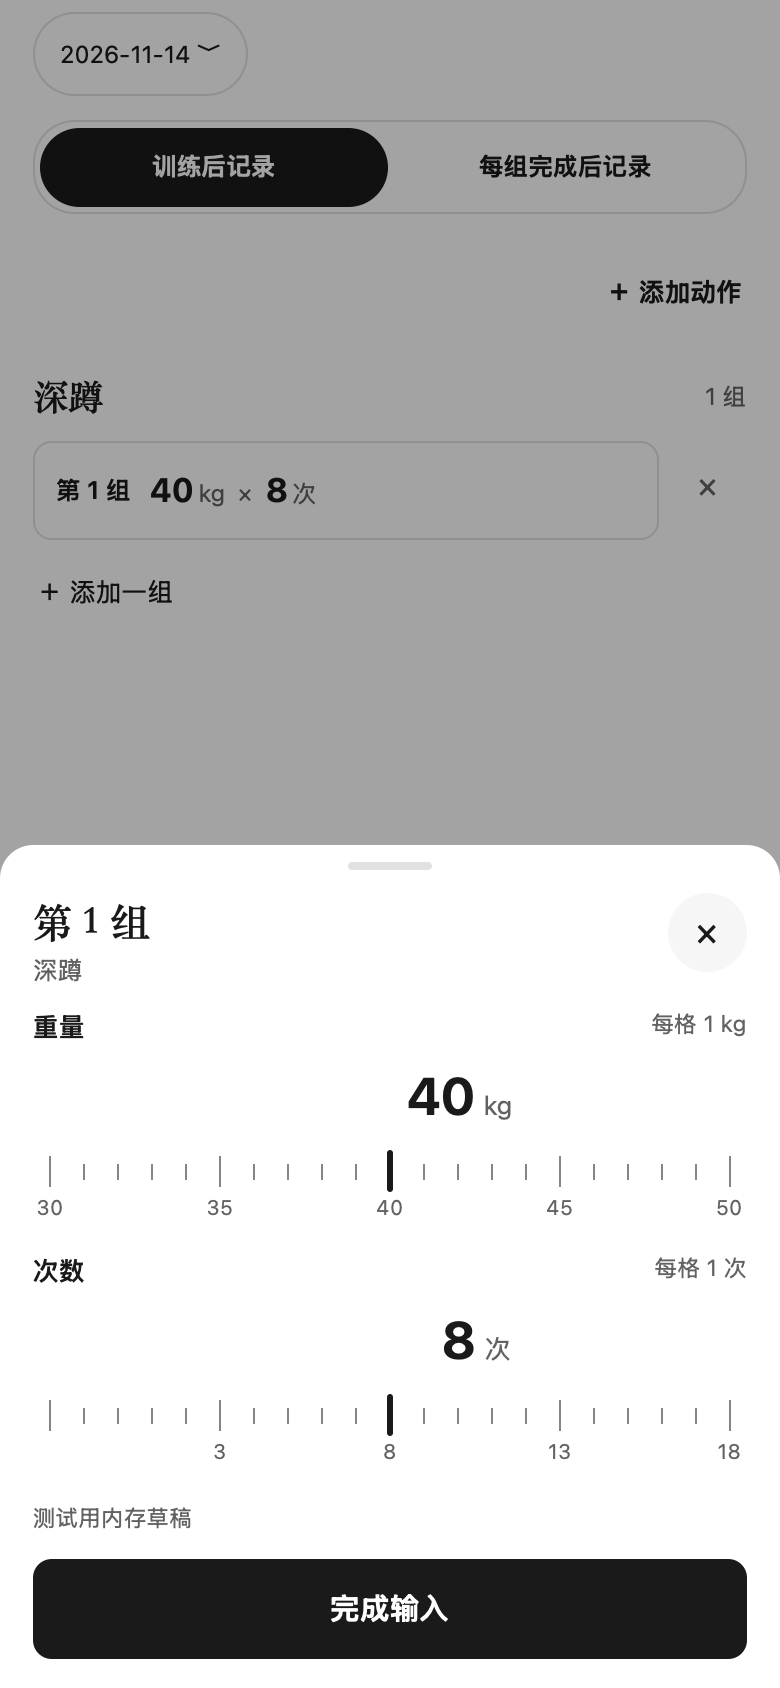 2026-11-14
训练后记录 每组完成后记录
+ 添加动作
深蹲 1 组
第 1 组 40 kg × 8 次 ×
+ 添加一组
第 1 组 ×
深蹲
重量 每格 1 kg
40 kg
30 35 40 45 50
次数 每格 1 次
8 次
3 8 13 18
测试用内存草稿
完成输入